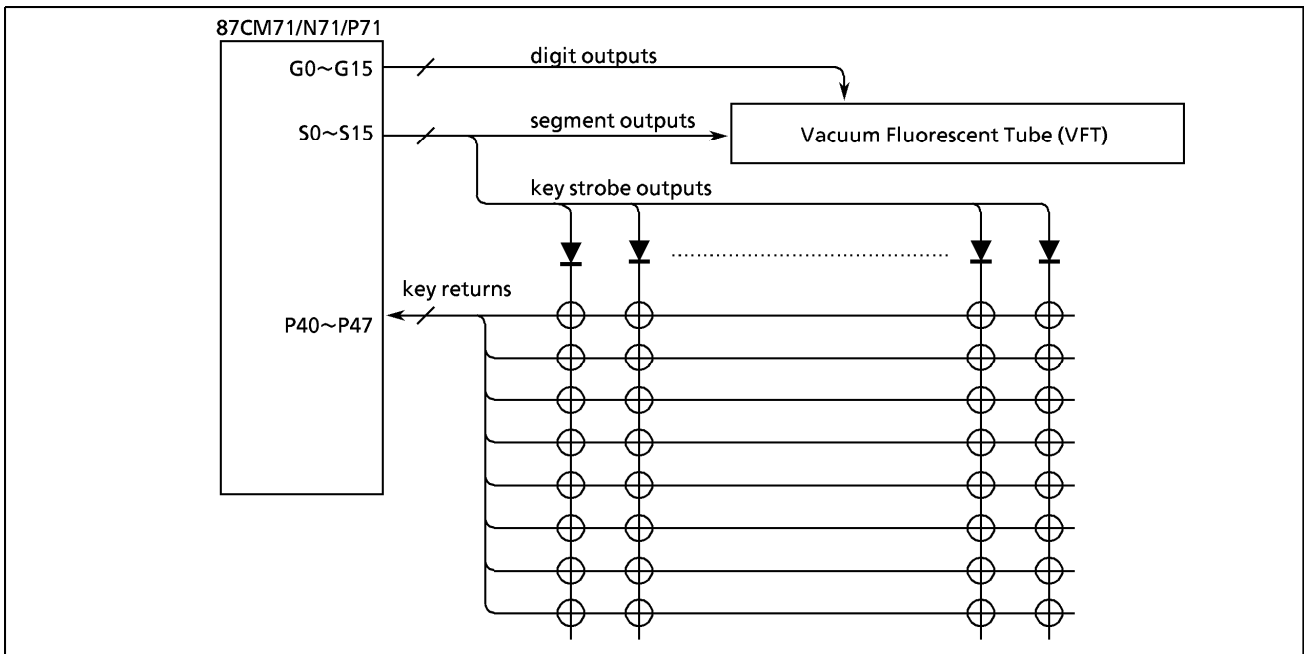 87CM71/N71/P71
G0~G15
digit outputs
S0~S15
segment outputs
Vacuum Fluorescent Tube (VFT)
key strobe outputs
key returns
P40~P47